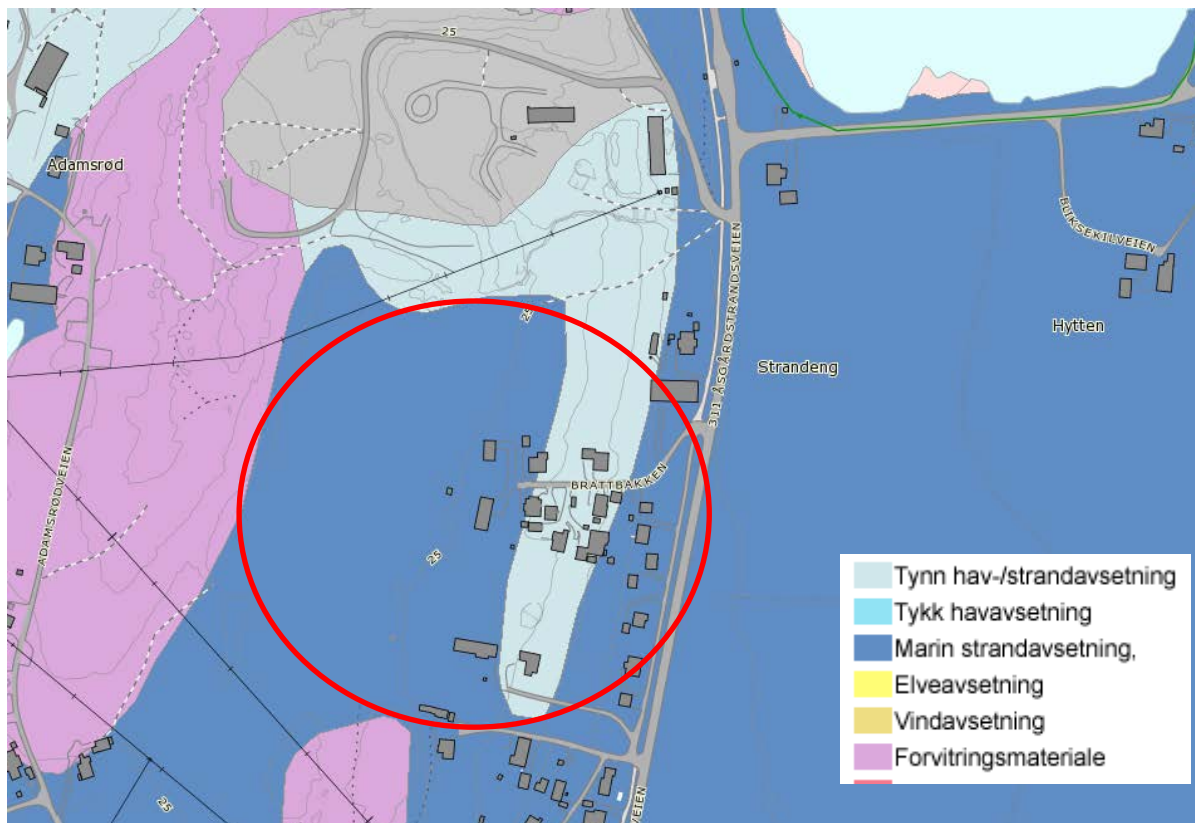 25
Adamsrød
BLIKSEKILVEIEN
Hytten
311 ÅSGÅRDSTRANDSVEIEN
Strandeng
25
BRATTBAKKEN
ADAMSRØDVEIEN
25
25
VEIEN
Tynn hav-/strandavsetning
Tykk havavsetning
Marin strandavsetning,
Elveavsetning
Vindavsetning
Forvitringsmateriale